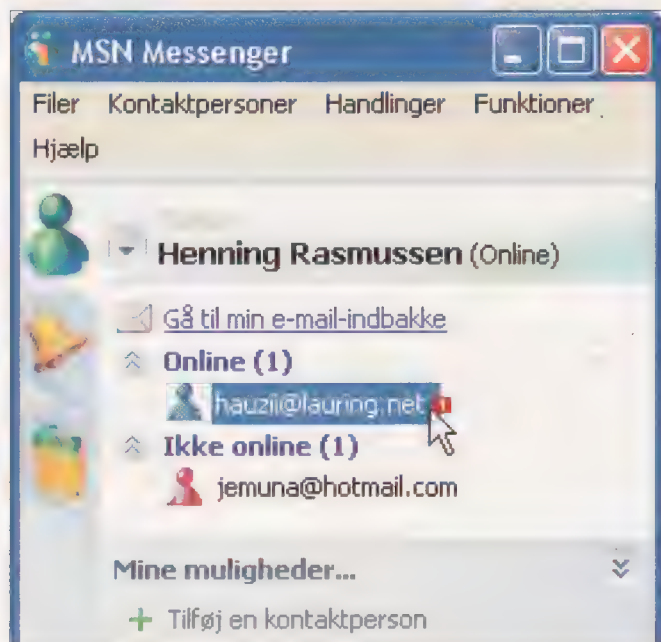 MSN Messenger
Filer Kontaktpersoner Handlinger Funktioner
Hjælp
Henning Rasmussen (Online)
Gå til min e-mail-indbakke
Online (1)
hauzii@lauring.net
Ikke online (1)
jemuna@hotmail.com
Mine muligheder...
Tilføj en kontaktperson